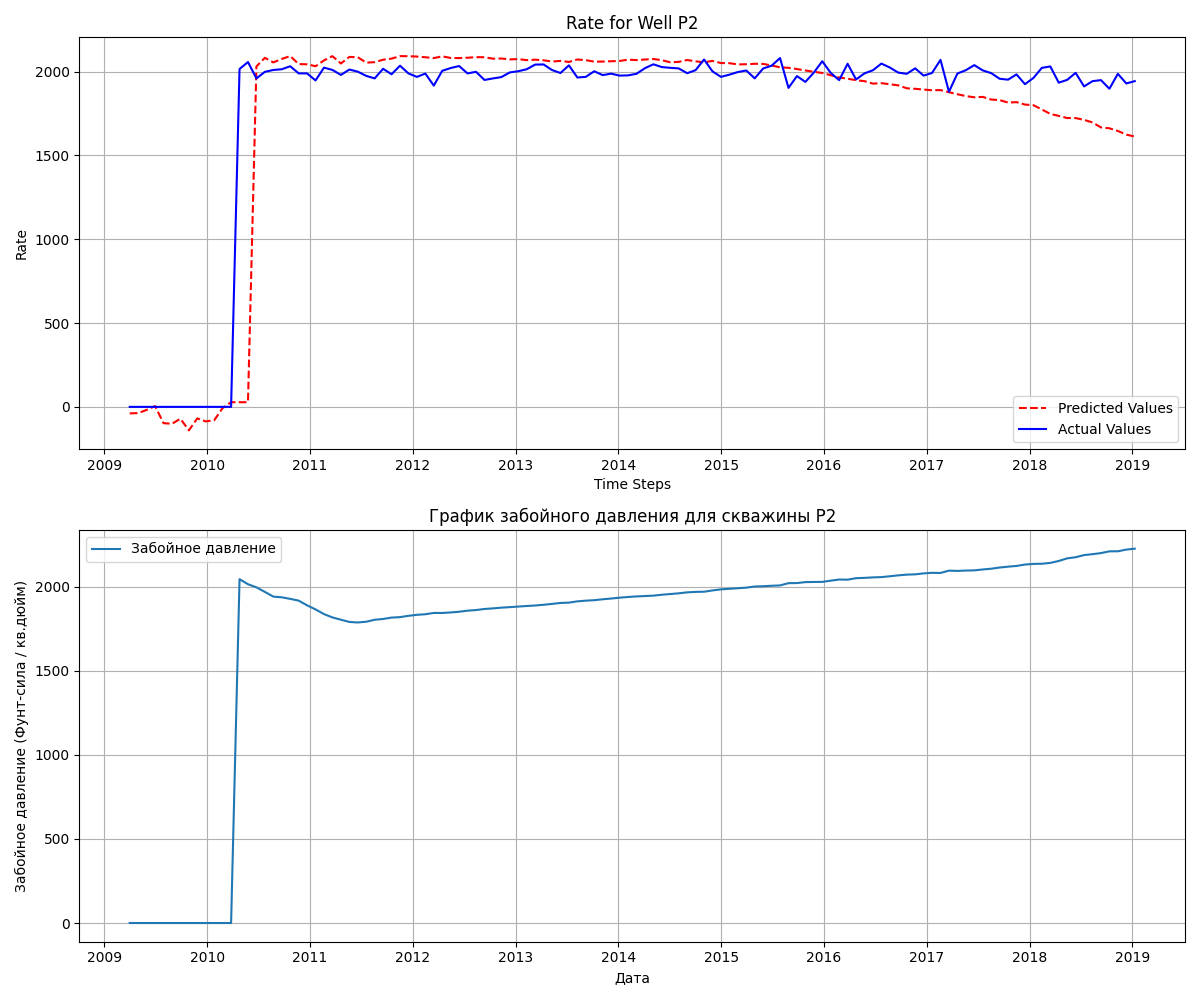 Rate for Well P2
2000
1500
1000
500
0
Rate
Predicted Values
Actual Values
2009 2010 2011 2012 2013 2014 2015 2016 2017 2018 2019
Time Steps
График забойного давления для скважины P2
Забойное давление
2000
1500
1000
500
0
Забойное давление (Фунт-сила / кв.дюйм)
2009 2010 2011 2012 2013 2014 2015 2016 2017 2018 2019
Дата